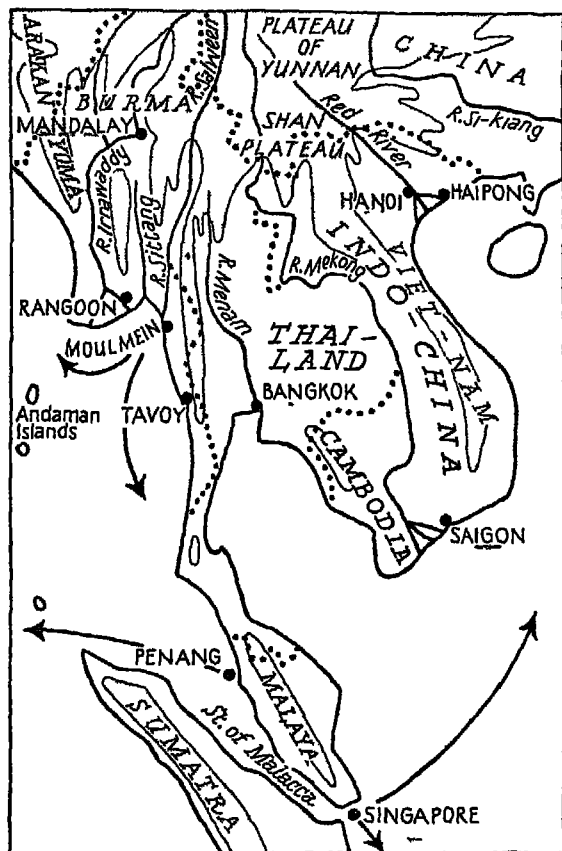 PLATEAU
OF
YUNNAN
CHINA
ARAKAN
YUMA
BURMA
MANDALAY
SHAN
PLATEAU
Red River
R.Si-kiang
HANOI
HAIPONG
R.Irrawaddy
R.Sittang
R.Menam
R.Mekong
INDO-CHINA
VIET-NAM
RANGOON
MOULMEIN
THAI-
LAND
BANGKOK
TAVOY
Andaman
Islands
CAMBODIA
SAIGON
PENANG
MALAYA
St. of Malacca
SUMATRA
SINGAPORE